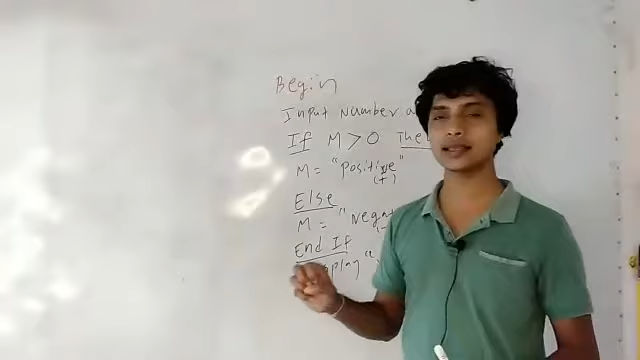 Begin
Input Number
If M > 0 The
M = "Positive"
(+)
Else
M = "Nega
End If